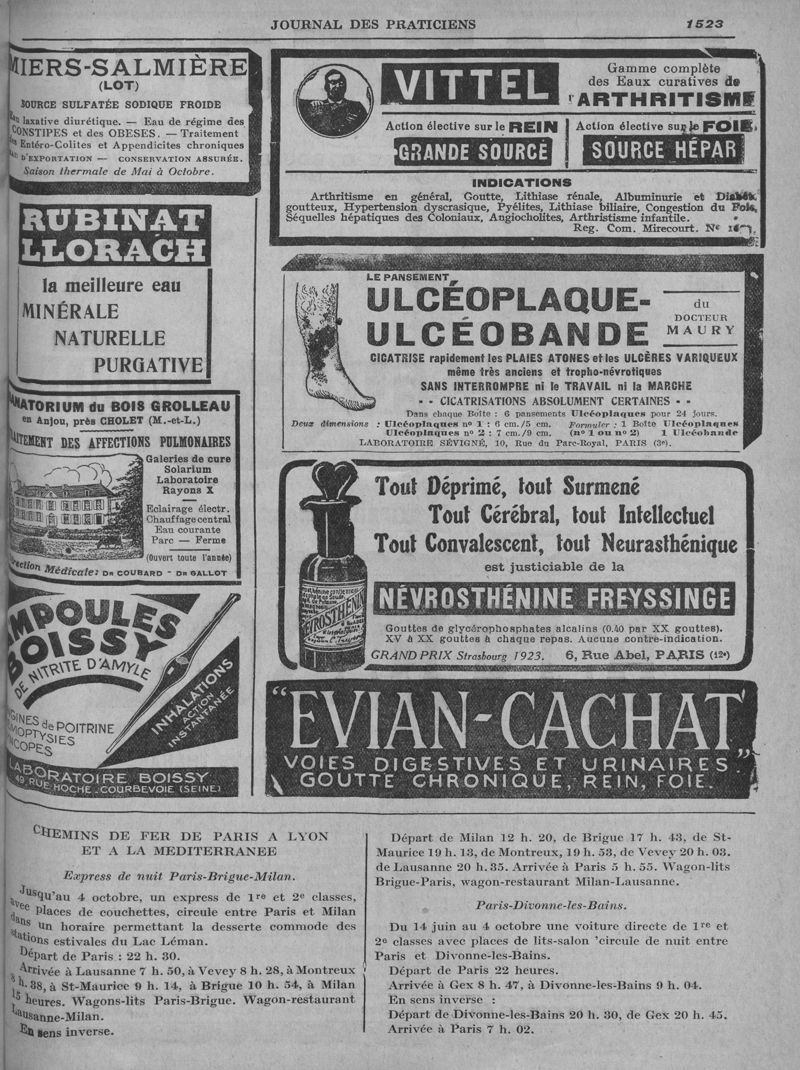 JOURNAL DES PRATICIENS 1523
MIERS-SALMIÈRE
(LOT)
SOURCE SULFATÉE SODIQUE FROIDE
Eau laxative diurétique. — Eau de régime des
CONSTIPES et des OBESES. — Traitement
des Entéro-Colites et Appendicites chroniques
D'EXPORTATION — CONSERVATION ASSURÉE.
Saison thermale de Mai à Octobre.
RUBINAT
LLORACH
la meilleure eau
MINÉRALE
NATURELLE
PURGATIVE
SANATORIUM du BOIS GROLLEAU
en Anjou, près CHOLET (M.-et-L.)
TRAITEMENT DES AFFECTIONS PULMONAIRES
Galeries de cure
Solarium
Laboratoire
Rayons X
Eclairage électr.
Chauffage central
Eau courante
Parc — Ferme
(Ouvert toute l'année)
Direction Médicale: DR COUBARD - DR GALLOT
AMPOULES
BOISSY
DE NITRITE D'AMYLE
INHALATIONS
ACTION
INSTANTANÉE
ANGINES de POITRINE
HÉMOPTYSIES
SYNCOPES
LABORATOIRE BOISSY
49 RUE HOCHE_COURBEVOIE (SEINE)
VITTEL
Gamme complète
des Eaux curatives de
l'ARTHRITISME
Action élective sur le REIN
GRANDE SOURCE
Action élective sur le FOIE
SOURCE HÉPAR
INDICATIONS
Arthritisme en général, Goutte, Lithiase rénale, Albuminurie et Diabète
goutteux, Hypertension dyscrasique, Pyélites, Lithiase biliaire, Congestion du Foie,
Séquelles hépatiques des Coloniaux, Angiocholites, Arthristisme infantile.
Reg. Com. Mirecourt. Nº
LE PANSEMENT
ULCÉOPLAQUE-
ULCÉOBANDE
du
DOCTEUR
MAURY
CICATRISE rapidement les PLAIES ATONES et les ULCÈRES VARIQUEUX
même très anciens et tropho-névrotiques
SANS INTERROMPRE ni le TRAVAIL ni la MARCHE
- - CICATRISATIONS ABSOLUMENT CERTAINES - -
Dans chaque Boîte : 6 pansements Ulcéoplaques pour 24 jours.
Deux dimensions : Ulcéoplaques nº 1 : 6 cm./5 cm. Formuler : 1 Boîte Ulcéoplaques
Ulcéoplaques nº 2 : 7 cm./9 cm. (nº 1 ou nº 2) 1 Ulcéobande
LABORATOIRE SÉVIGNÉ, 10, Rue du Parc-Royal, PARIS (3e).
Tout Déprimé, tout Surmené
Tout Cérébral, tout Intellectuel
Tout Convalescent, tout Neurasthénique
est justiciable de la
NÉVROSTHÉNINE FREYSSINGE
Gouttes de glycérophosphates alcalins (0.40 par XX gouttes).
XV à XX gouttes à chaque repas. Aucune contre-indication.
GRAND PRIX Strasbourg 1923. 6, Rue Abel, PARIS (12e)
"EVIAN-CACHAT"
VOIES DIGESTIVES ET URINAIRES
GOUTTE CHRONIQUE, REIN, FOIE.
CHEMINS DE FER DE PARIS A LYON
ET A LA MEDITERRANEE
Express de nuit Paris-Brigue-Milan.
Jusqu'au 4 octobre, un express de 1re et 2e classes,
avec places de couchettes, circule entre Paris et Milan
dans un horaire permettant la desserte commode des
stations estivales du Lac Léman.
Départ de Paris : 22 h. 30.
Arrivée à Lausanne 7 h. 50, à Vevey 8 h. 28, à Montreux
8 h. 38, à St-Maurice 9 h. 14, à Brigue 10 h. 54, à Milan
15 heures. Wagons-lits Paris-Brigue. Wagon-restaurant
Lausanne-Milan.
En sens inverse.
Départ de Milan 12 h. 20, de Brigue 17 h. 43, de St-
Maurice 19 h. 13, de Montreux, 19 h. 53, de Vevey 20 h. 03.
de Lausanne 20 h. 35. Arrivée à Paris 5 h. 55. Wagon-lits
Brigue-Paris, wagon-restaurant Milan-Lausanne.
Paris-Divonne-les-Bains.
Du 14 juin au 4 octobre une voiture directe de 1re et
2e classes avec places de lits-salon circule de nuit entre
Paris et Divonne-les-Bains.
Départ de Paris 22 heures.
Arrivée à Gex 8 h. 47, à Divonne-les-Bains 9 h. 04.
En sens inverse :
Départ de Divonne-les-Bains 20 h. 30, de Gex 20 h. 45.
Arrivée à Paris 7 h. 02.